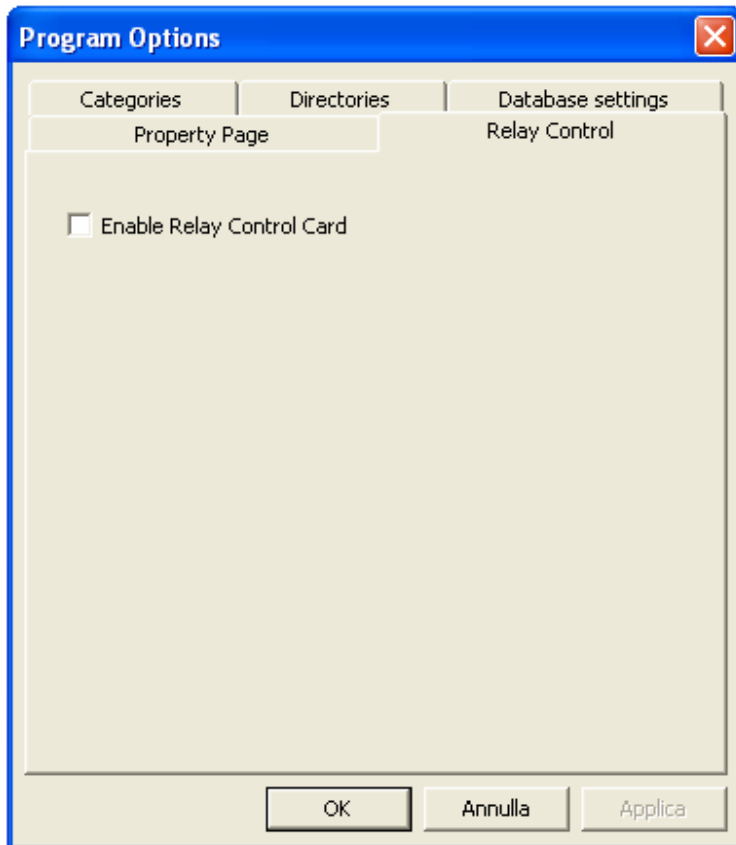 Program Options
Categories Directories Database settings
Property Page Relay Control
Enable Relay Control Card
OK Annulla Applica